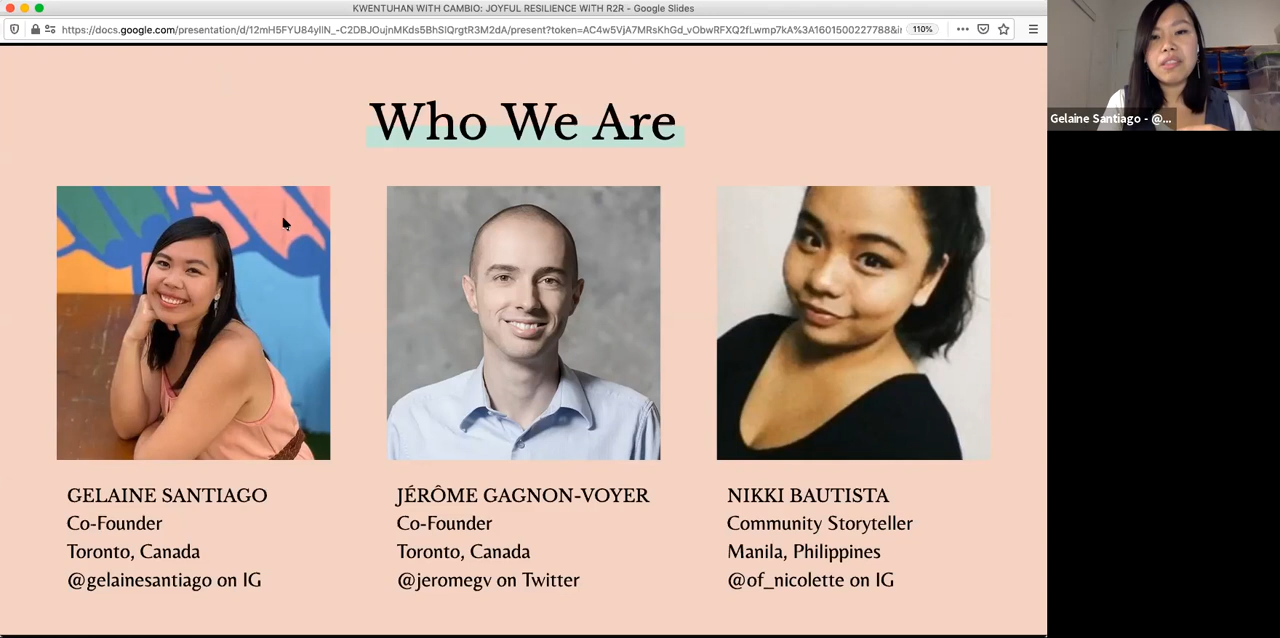 KWENTUHAN WITH CAMBIO: JOYFUL RESILIENCE WITH R2R - Google Slides
110%
Gelaine Santiago - @...
Who We Are
GELAINE SANTIAGO
Co-Founder
Toronto, Canada
@gelainesantiago on IG
JÉRÔME GAGNON-VOYER
Co-Founder
Toronto, Canada
@jeromegv on Twitter
NIKKI BAUTISTA
Community Storyteller
Manila, Philippines
@of_nicolette on IG